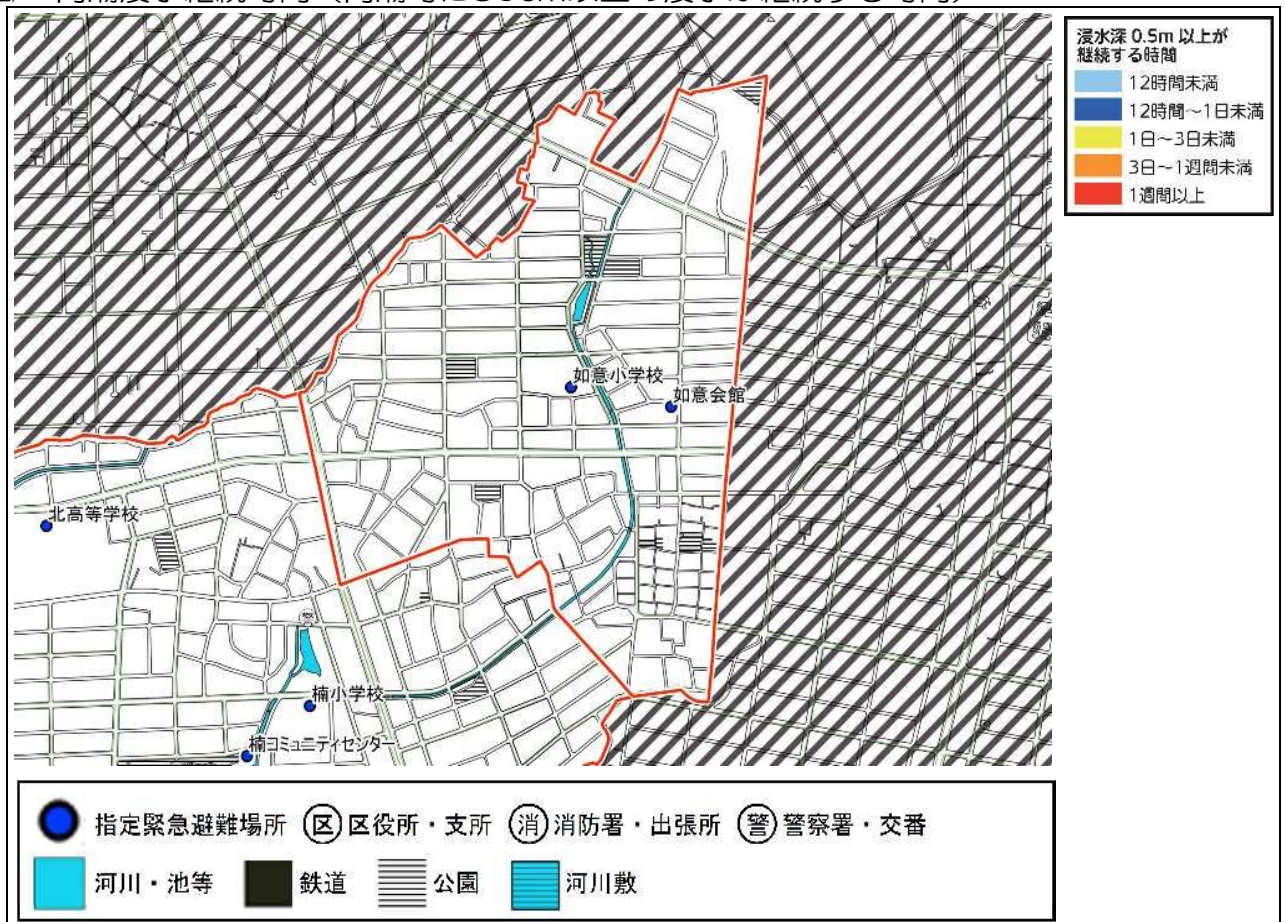 浸水深 0.5m 以上が
継続する時間
12時間未満
12時間～1日未満
1日～3日未満
3日～1週間未満
1週間以上
如意小学校
如意会館
北高等学校
楠小学校
楠コミュニティセンター
指定緊急避難場所 区 区役所・支所 消 消防署・出張所 警 警察署・交番
河川・池等 鉄道 公園 河川敷